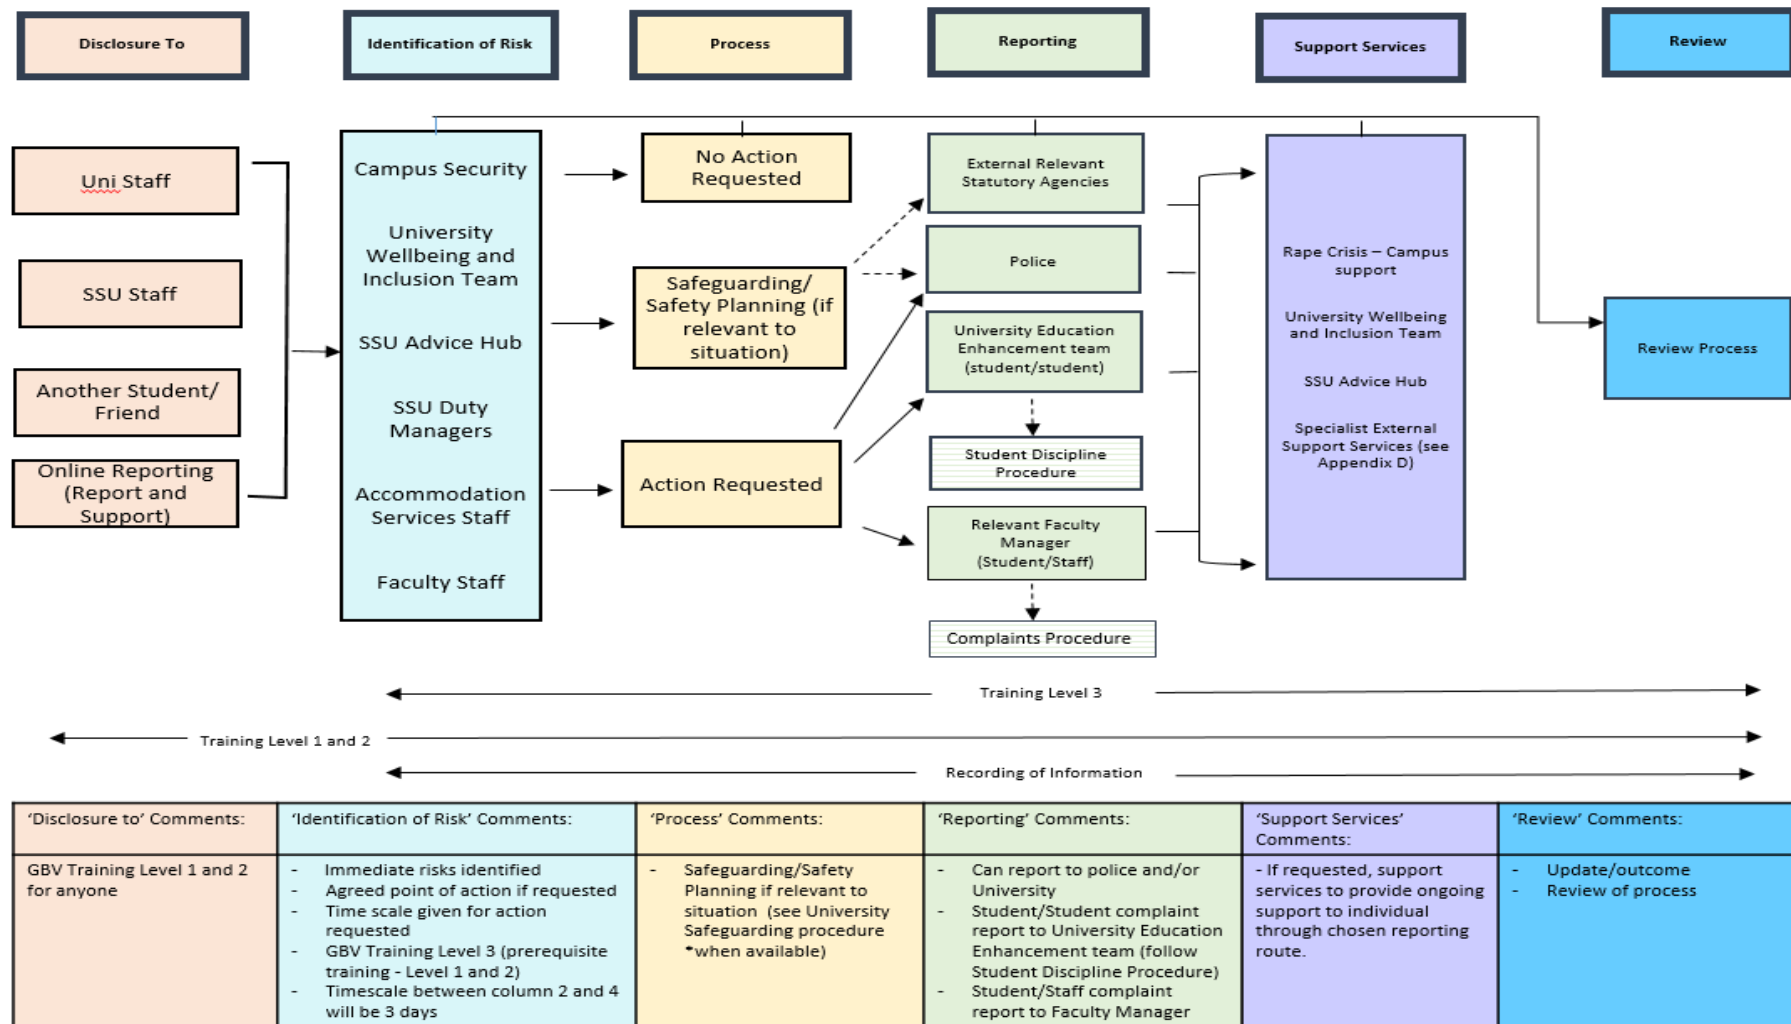 Disclosure To
Identification of Risk
Process
Reporting
Support Services
Review
Uni Staff
SSU Staff
Another Student/
Friend
Online Reporting
(Report and
Support)
Campus Security
University
Wellbeing and
Inclusion Team
SSU Advice Hub
SSU Duty
Managers
Accommodation
Services Staff
Faculty Staff
No Action
Requested
Safeguarding/
Safety Planning (if
relevant to
situation)
Action Requested
External Relevant
Statutory Agencies
Police
University Education
Enhancement team
(student/student)
Student Discipline
Procedure
Relevant Faculty
Manager
(Student/Staff)
Complaints Procedure
Rape Crisis – Campus
support
University Wellbeing
and Inclusion Team
SSU Advice Hub
Specialist External
Support Services (see
Appendix D)
Review Process
Training Level 3
Training Level 1 and 2
Recording of Information
‘Disclosure to’ Comments:
GBV Training Level 1 and 2
for anyone
‘Identification of Risk’ Comments:
- Immediate risks identified
- Agreed point of action if requested
- Time scale given for action
requested
- GBV Training Level 3 (prerequisite
training - Level 1 and 2)
- Timescale between column 2 and 4
will be 3 days
‘Process’ Comments:
- Safeguarding/Safety
Planning if relevant to
situation (see University
Safeguarding procedure
*when available)
‘Reporting’ Comments:
- Can report to police and/or
University
- Student/Student complaint
report to University Education
Enhancement team (follow
Student Discipline Procedure)
- Student/Staff complaint
report to Faculty Manager
‘Support Services’
Comments:
- If requested, support
services to provide ongoing
support to individual
through chosen reporting
route.
‘Review’ Comments:
- Update/outcome
- Review of process